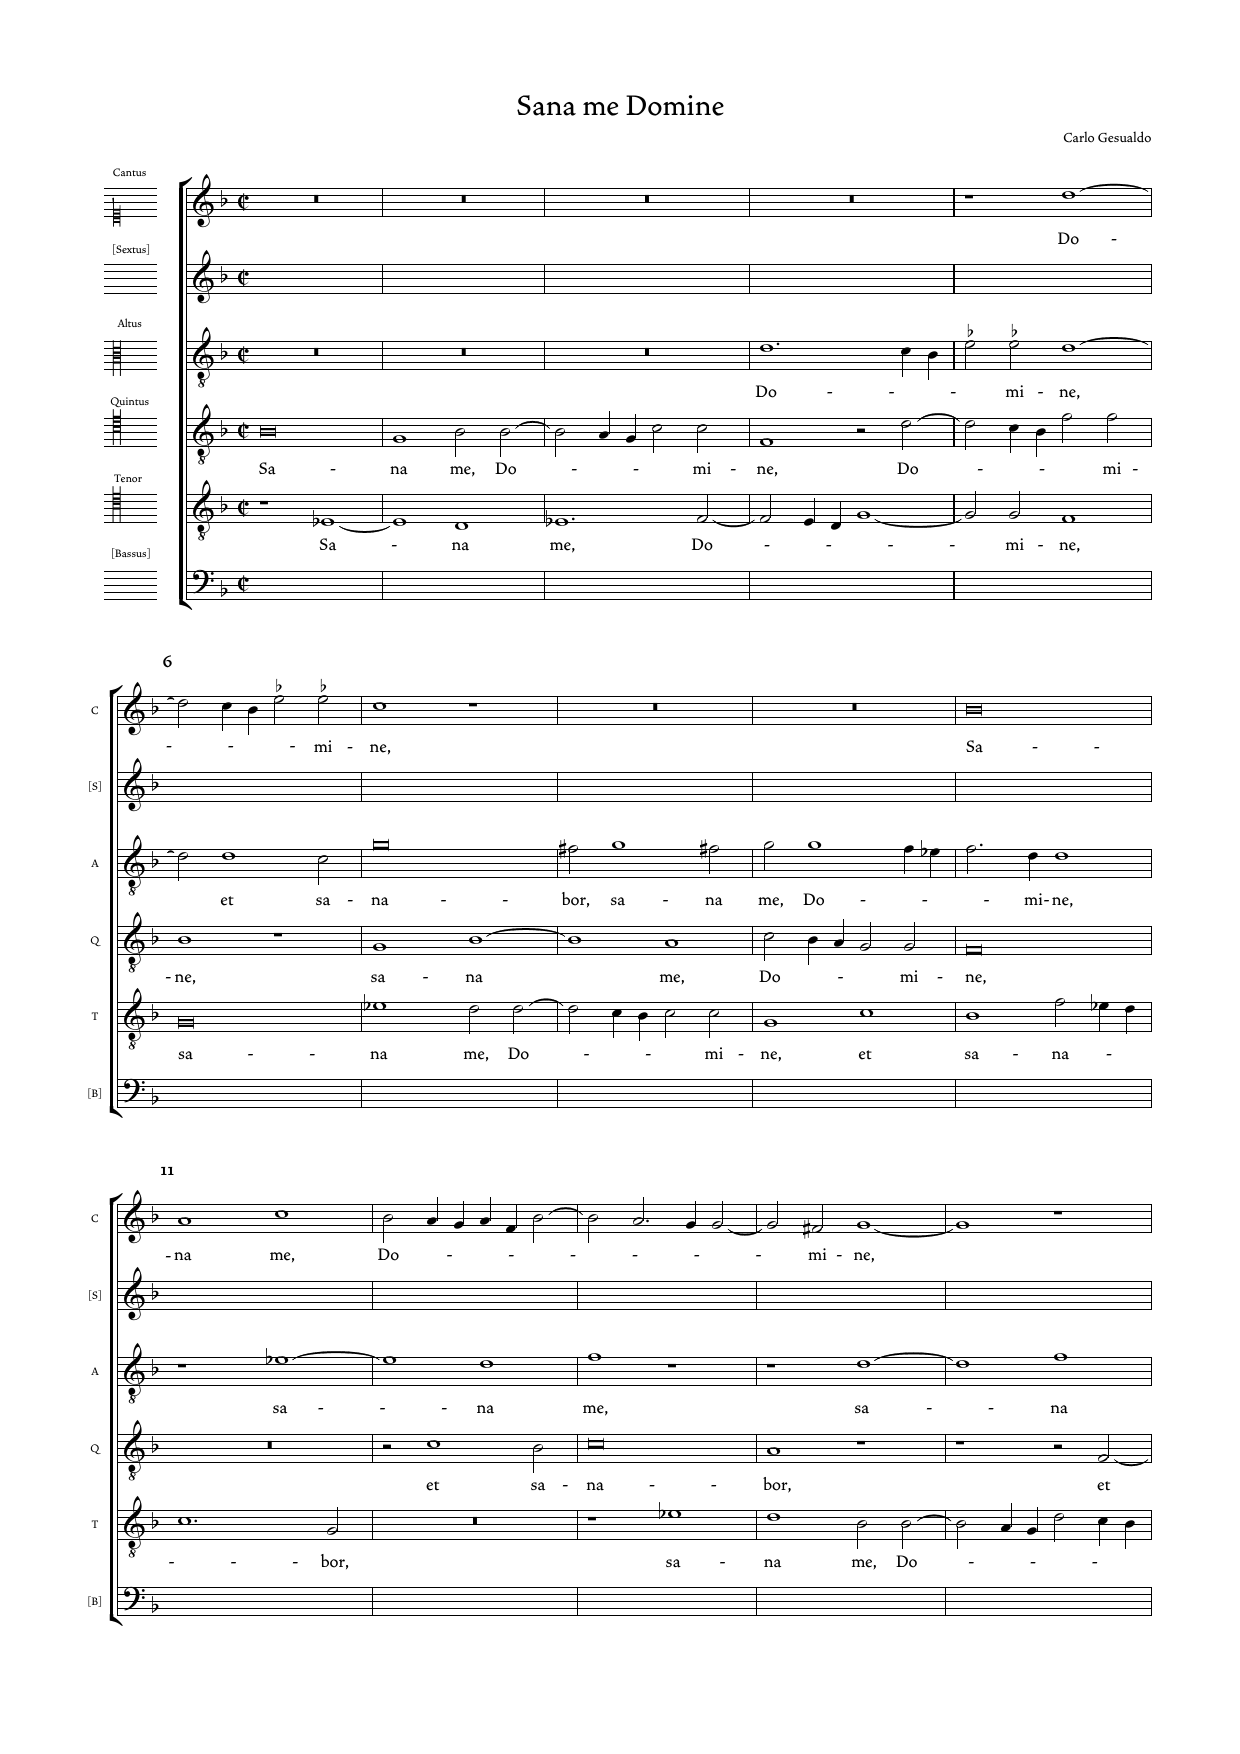 Sana me Domine
Carlo Gesualdo
Cantus
Do -
[Sextus]
Altus
Do - - - mi - ne,
Quintus
Sa - na me, Do - - mi - ne, Do - - mi -
Tenor
Sa - na me, Do - - - - mi - ne,
[Bassus]
6
C
- - - mi - ne, Sa - -
[S]
A
et sa - na - - bor, sa - na me, Do - - - mi-ne,
Q
- ne, sa - na me, Do - mi - ne,
T
sa - - na me, Do - - mi - ne, et sa - na -
[B]
11
C
- na me, Do - - - - - - mi - ne,
[S]
A
sa - - - na me, sa - - na
Q
et sa - na - - bor, et
T
- - - bor, sa - na me, Do - - -
[B]